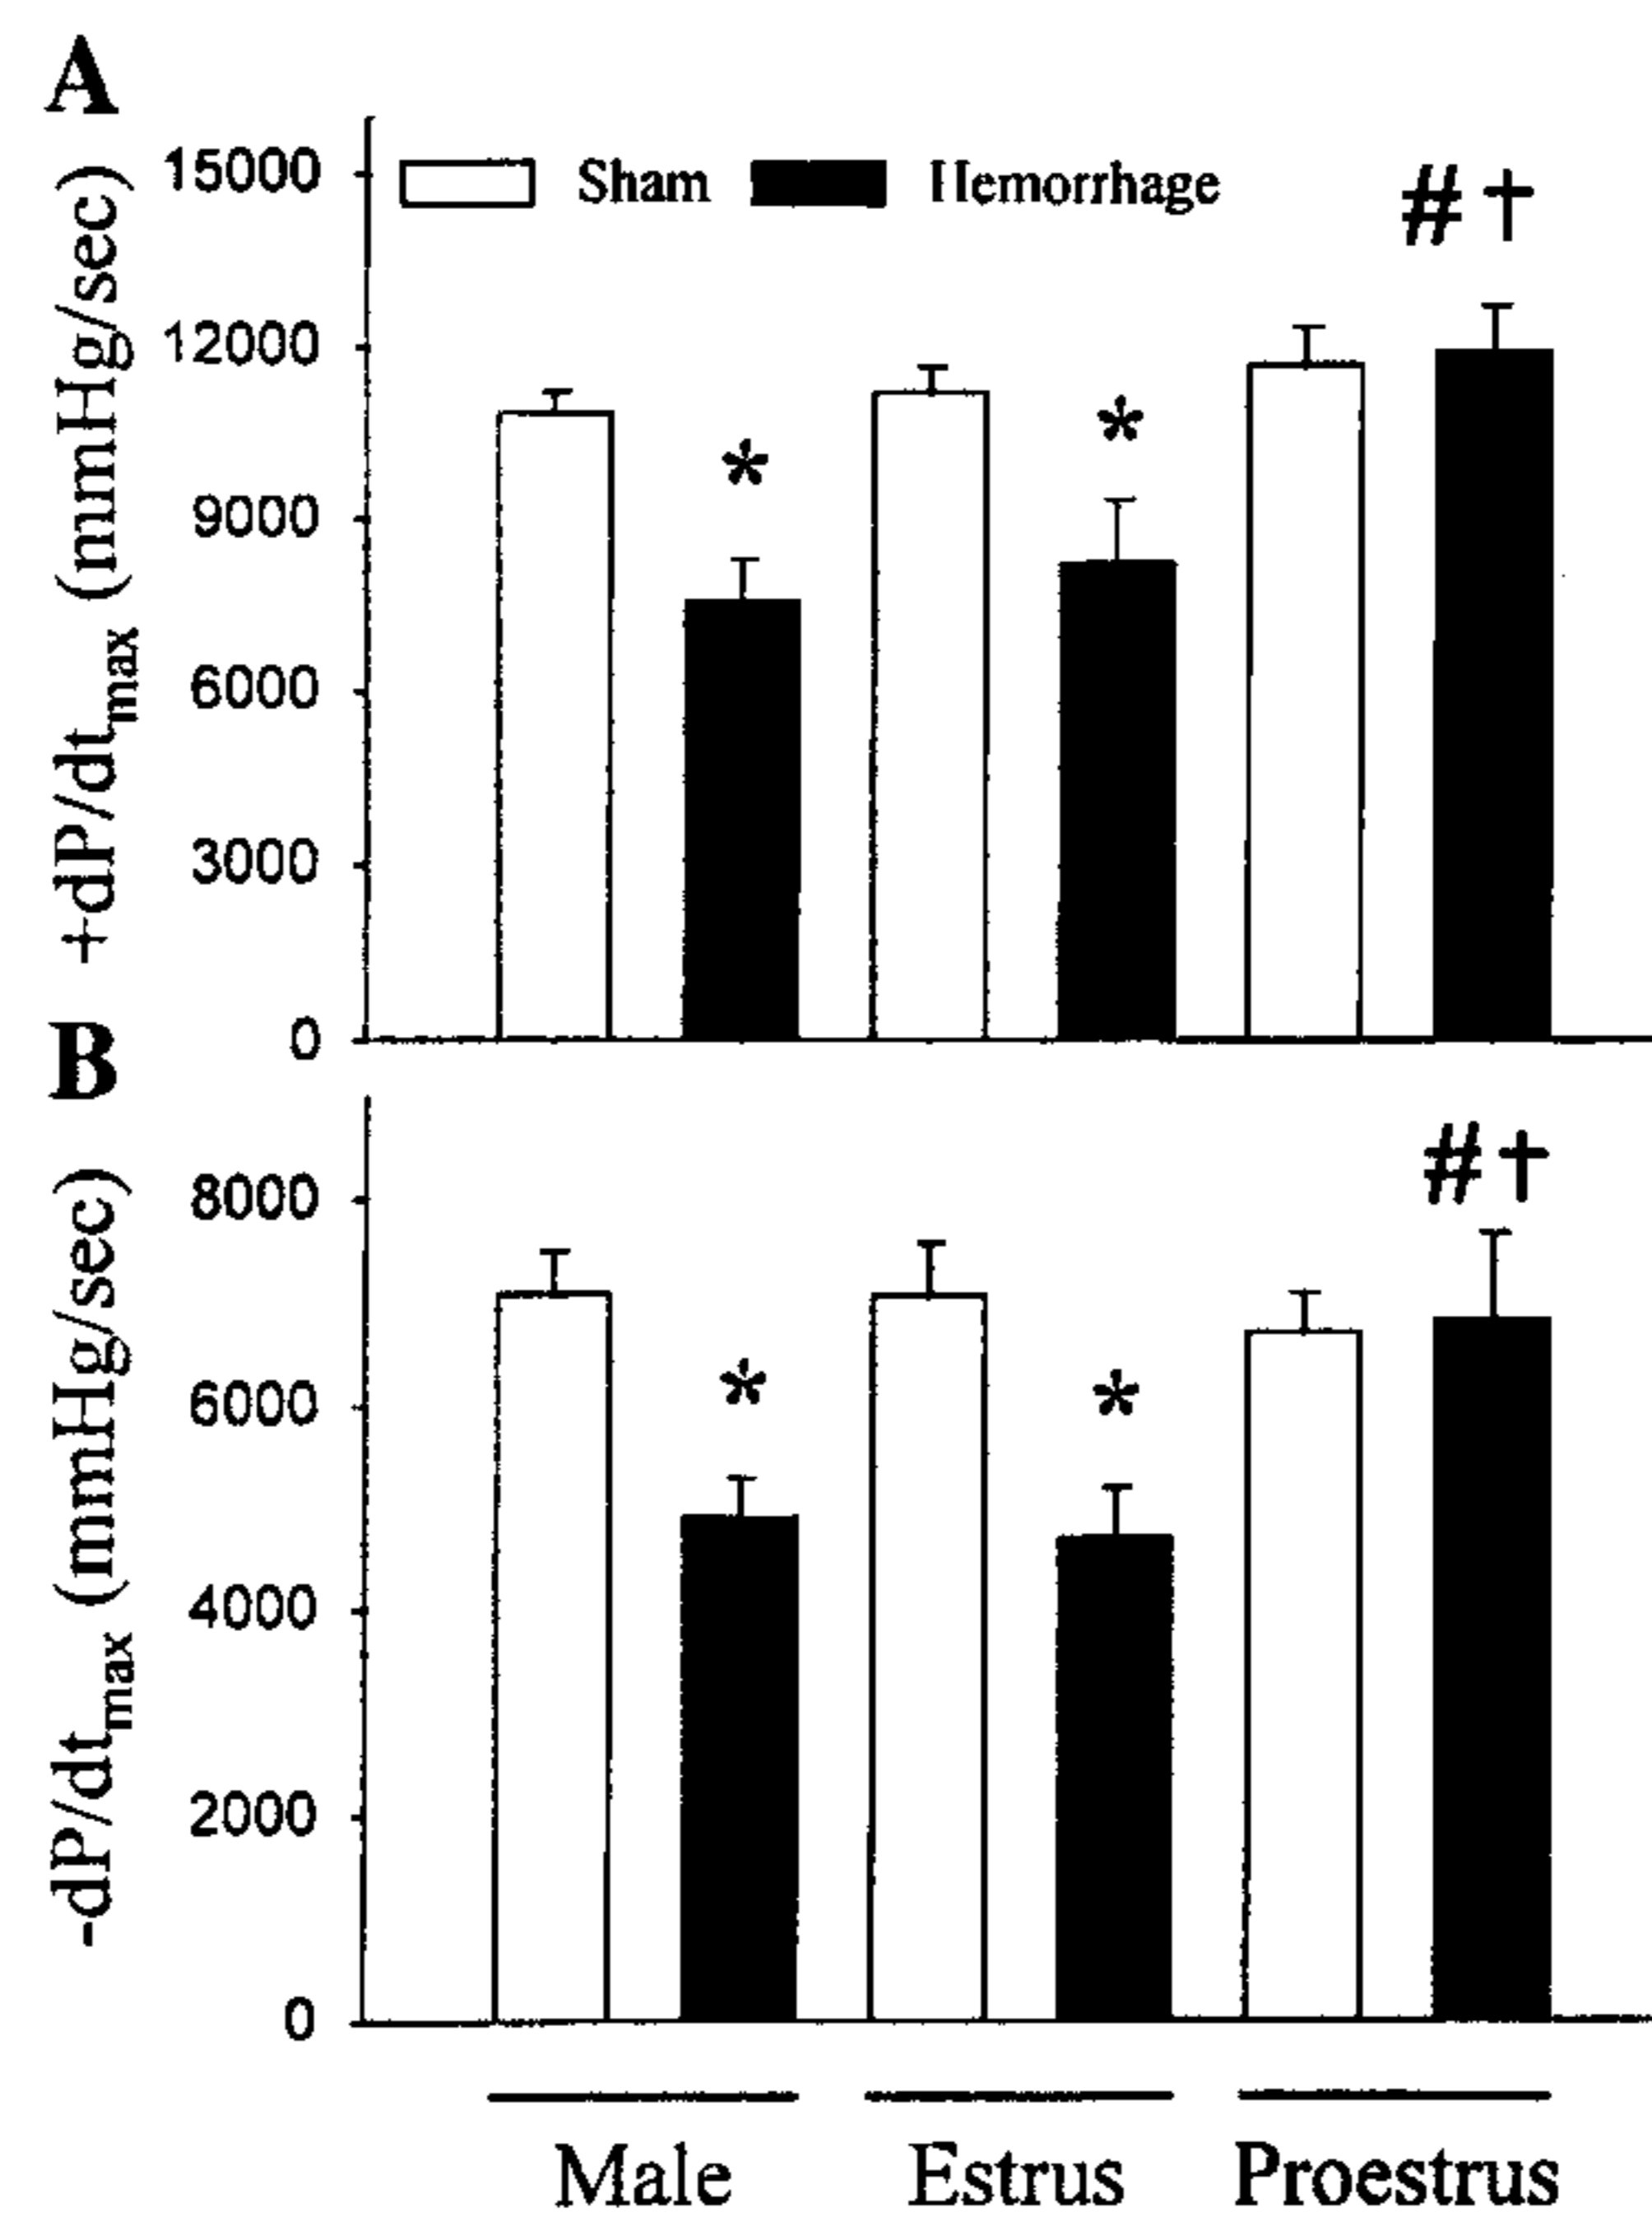 A
+dP/dtmax (mmHg/sec)
15000
12000
9000
6000
3000
0
Sham
Hemorrhage
# †
*
*
B
-dP/dtmax (mmHg/sec)
8000
6000
4000
2000
0
# †
*
*
Male
Estrus
Proestrus